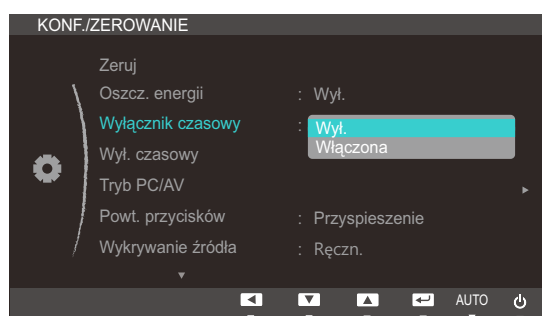 KONF./ZEROWANIE
Zeruj
Oszcz. energii : Wył.
Wyłącznik czasowy : Wył.
Włączona
Wył. czasowy
Tryb PC/AV
Powt. przycisków : Przyspieszenie
Wykrywanie źródła : Ręczn.
AUTO